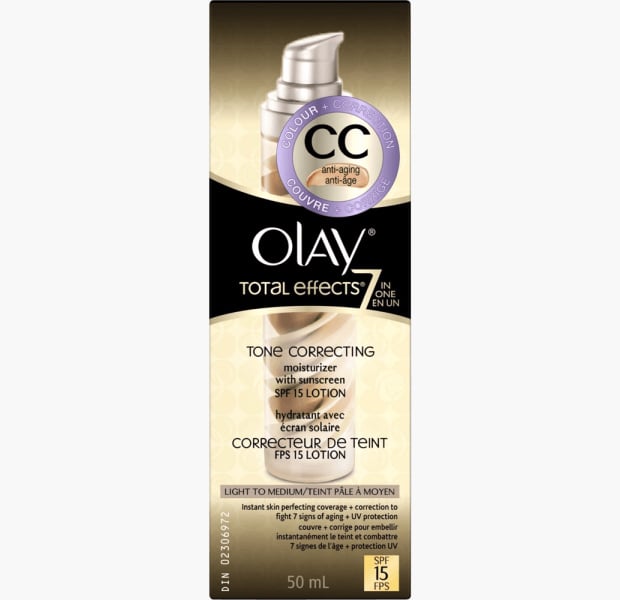 COLOUR + CORRECTION
CC
anti-aging
anti-âge
COUVRE + CORRIGE
OLAY®
TOTAL effects® 7 IN ONE EN UN
TONE CORRECTING
moisturizer
with sunscreen
SPF 15 LOTION
hydratant avec
écran solaire
CORRECTEUR DE TEINT
FPS 15 LOTION
LIGHT TO MEDIUM/TEINT PÂLE À MOYEN
Instant skin perfecting coverage + correction to
fight 7 signs of aging + UV protection
couvre + corrige pour embellir
instantanément le teint et combattre
7 signes de l'âge + protection UV
DIN 02306972
50 mL
SPF
15
FPS